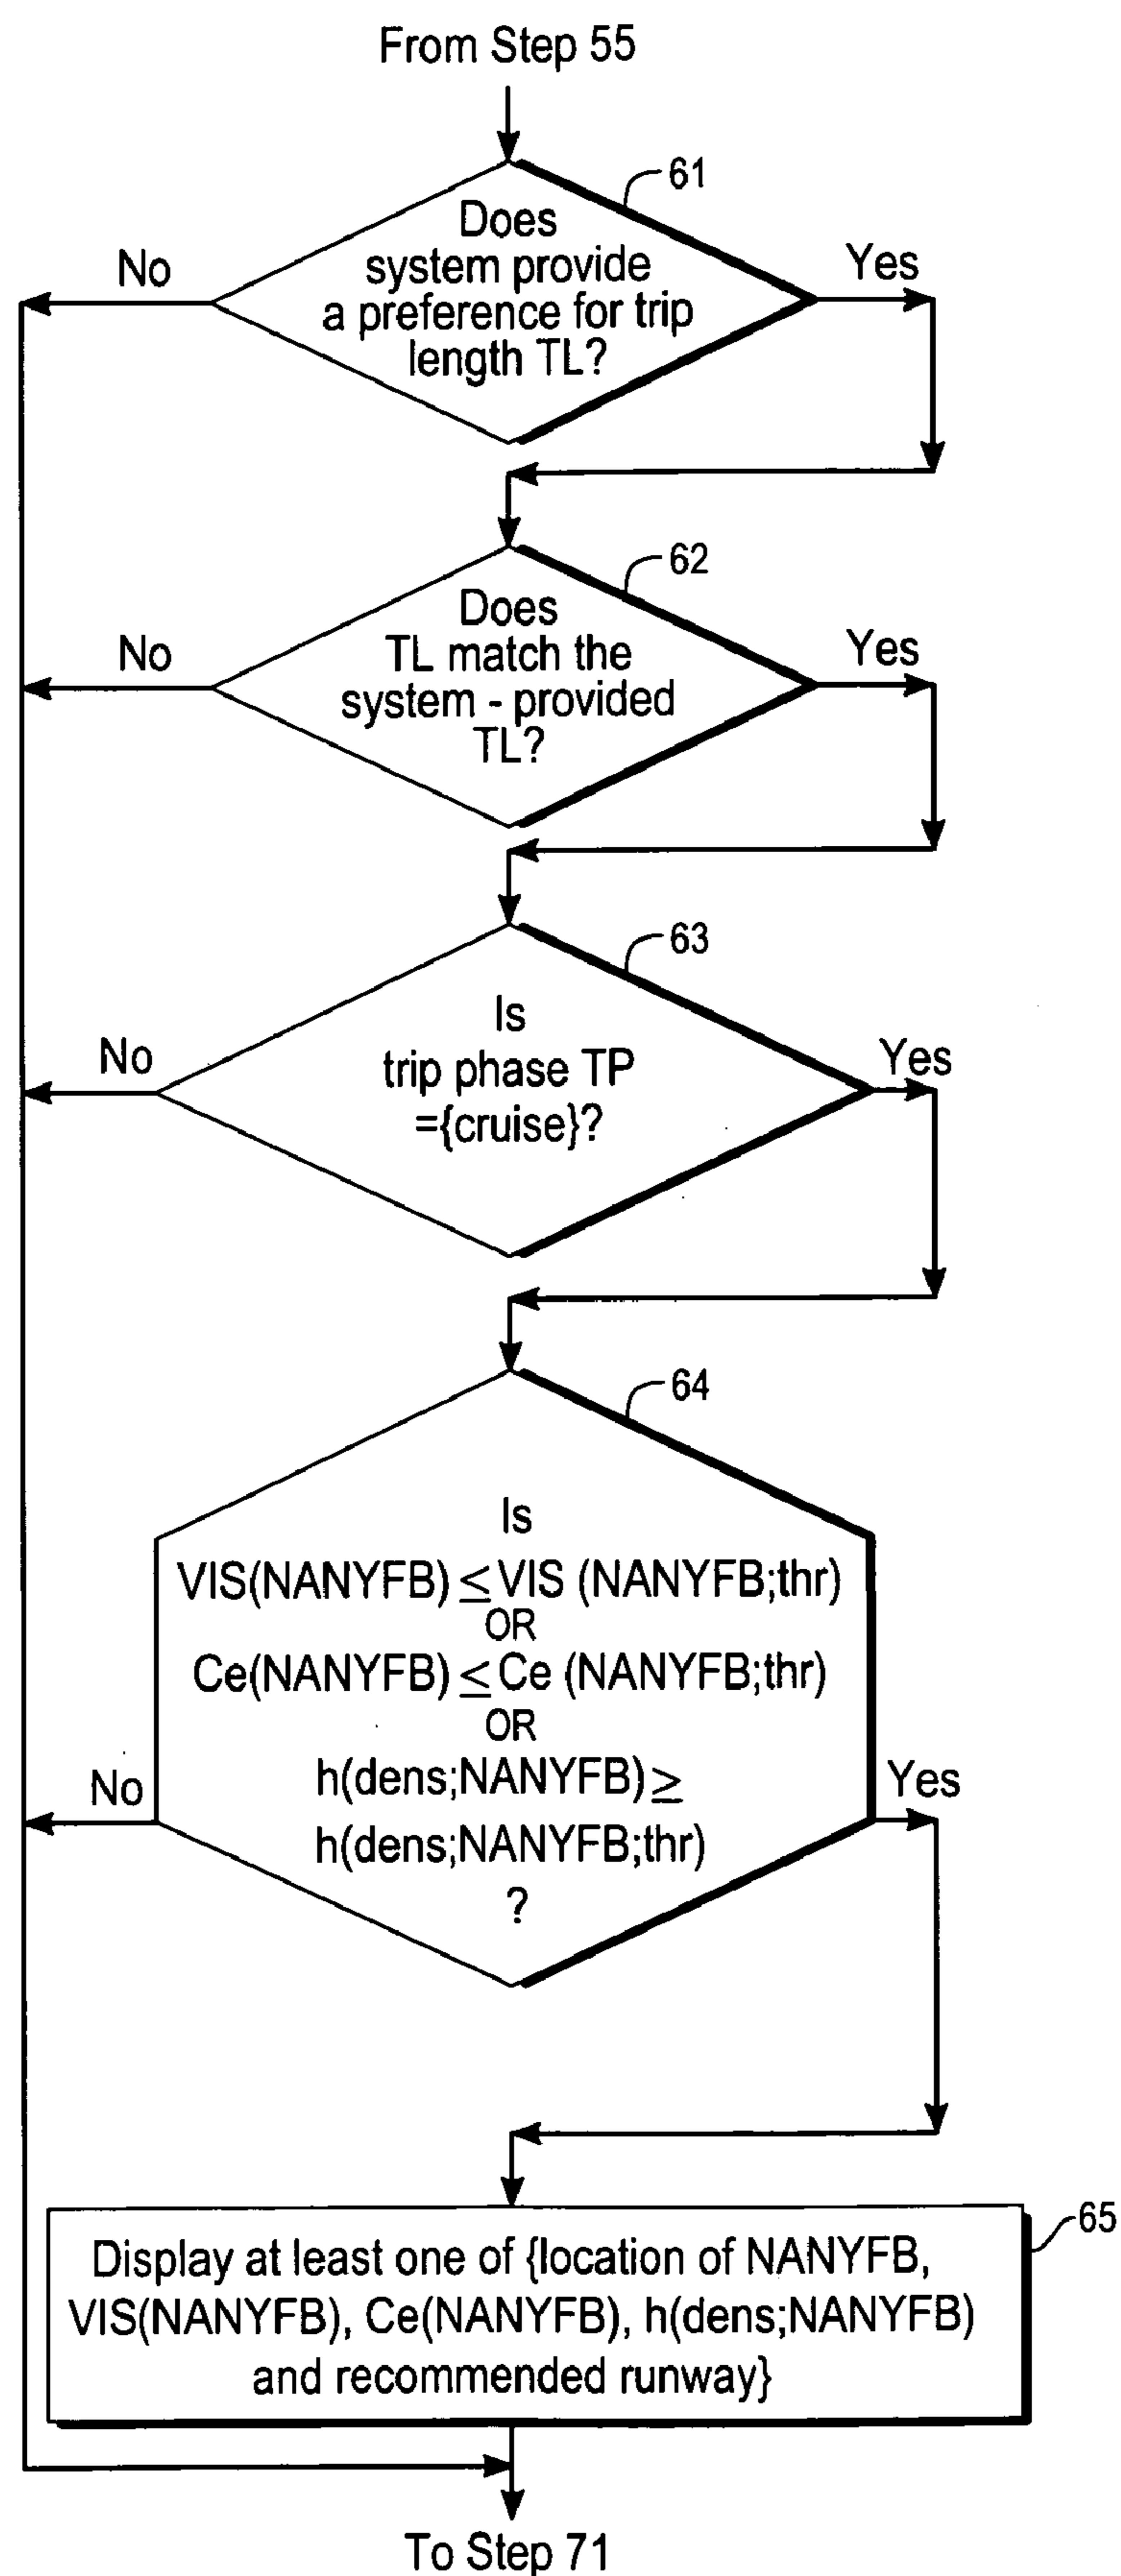 From Step 55
61
Does
system provide
a preference for trip
length TL?
No
Yes
62
Does
TL match the
system - provided
TL?
No
Yes
63
Is
trip phase TP
={cruise}?
No
Yes
64
Is
VIS(NANYFB) ≤ VIS (NANYFB;thr)
OR
Ce(NANYFB) ≤ Ce (NANYFB;thr)
OR
h(dens;NANYFB) ≥
h(dens;NANYFB;thr)
?
No
Yes
65
Display at least one of {location of NANYFB,
VIS(NANYFB), Ce(NANYFB), h(dens;NANYFB)
and recommended runway}
To Step 71